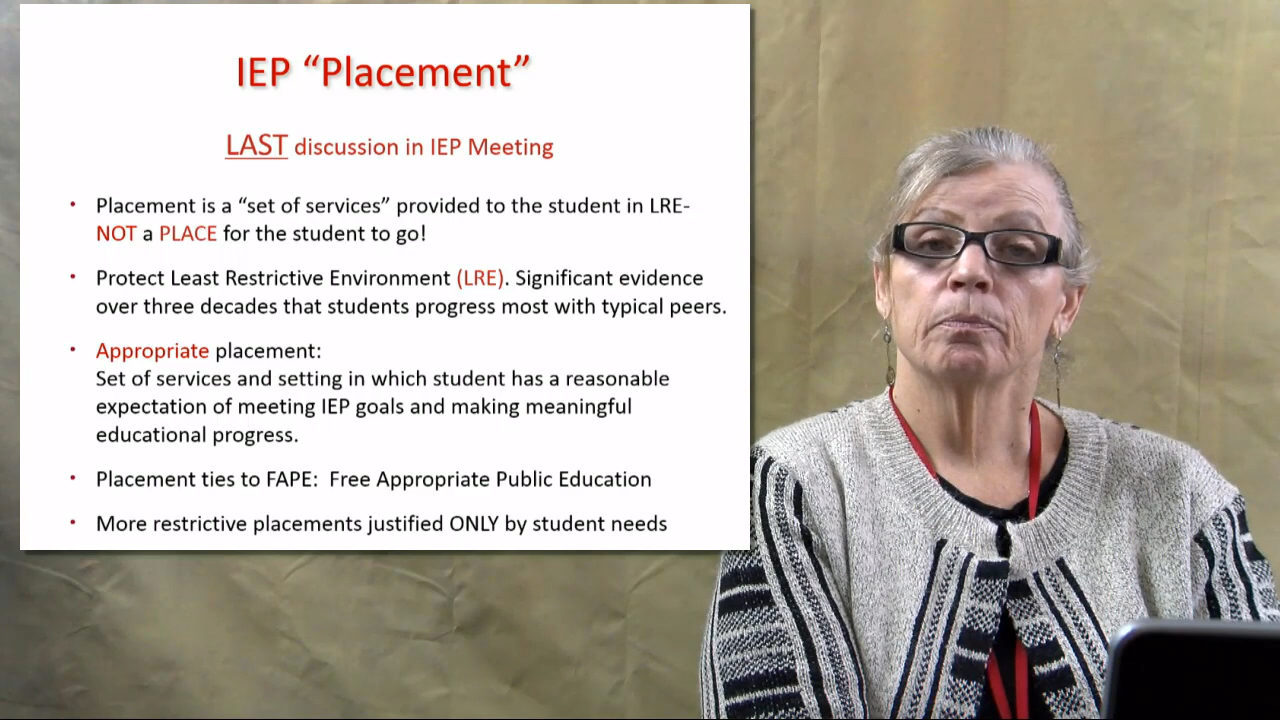 IEP “Placement”
LAST discussion in IEP Meeting
• Placement is a “set of services” provided to the student in LRE-
NOT a PLACE for the student to go!
• Protect Least Restrictive Environment (LRE). Significant evidence
over three decades that students progress most with typical peers.
• Appropriate placement:
Set of services and setting in which student has a reasonable
expectation of meeting IEP goals and making meaningful
educational progress.
• Placement ties to FAPE:  Free Appropriate Public Education
• More restrictive placements justified ONLY by student needs